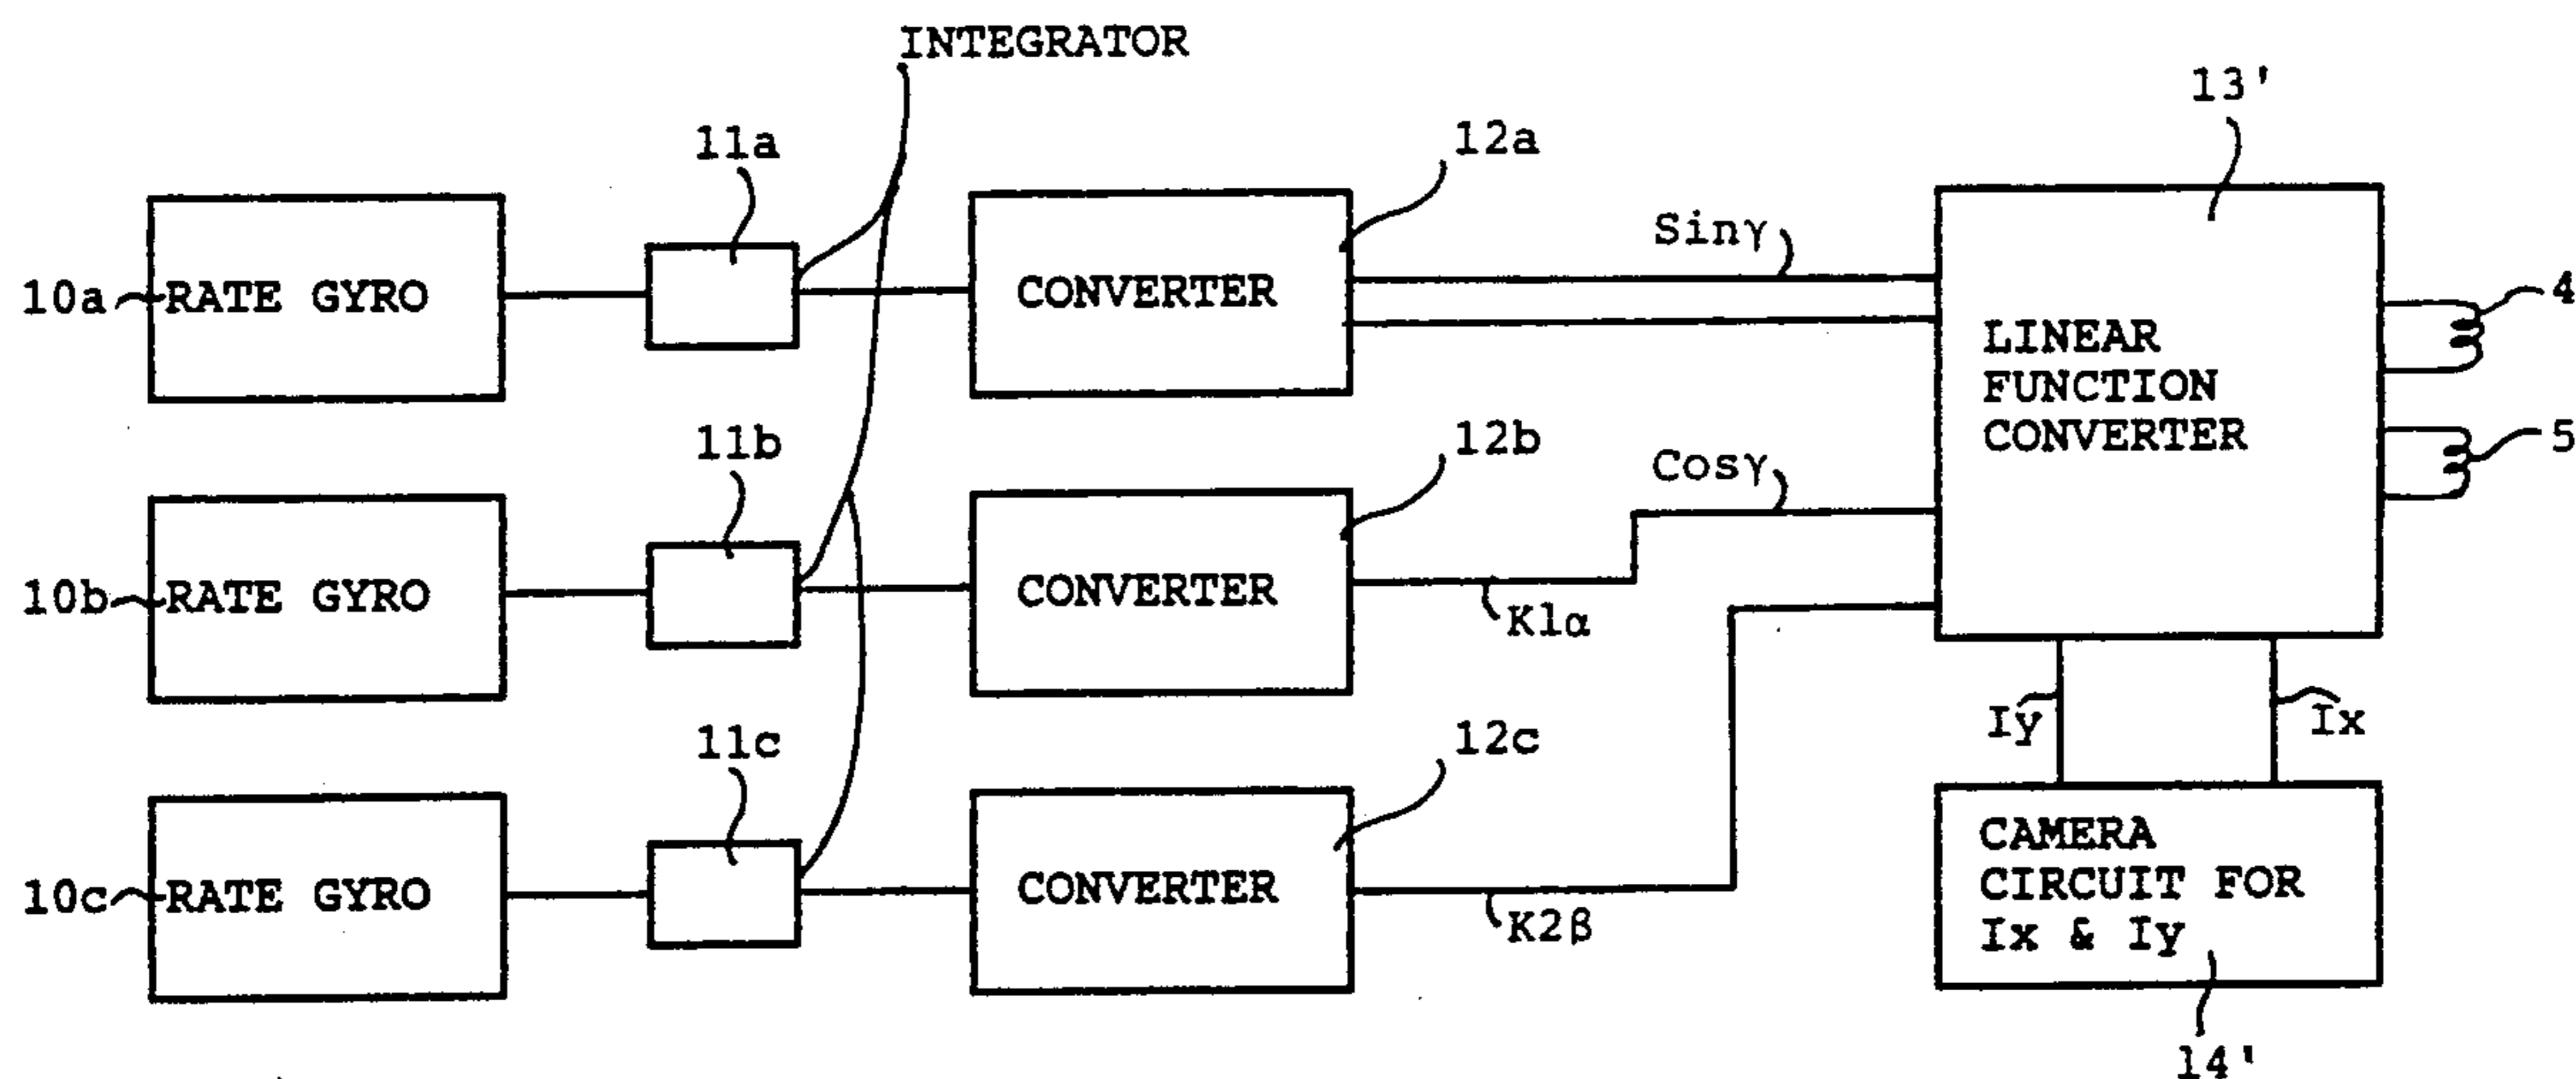 INTEGRATOR
13'
11a
12a
Sinγ
10a
RATE GYRO
CONVERTER
4
LINEAR
FUNCTION
CONVERTER
11b
12b
Cosγ
5
10b
RATE GYRO
CONVERTER
K1α
11c
12c
Iy
Ix
10c
RATE GYRO
CONVERTER
K2β
CAMERA
CIRCUIT FOR
Ix & Iy
14'